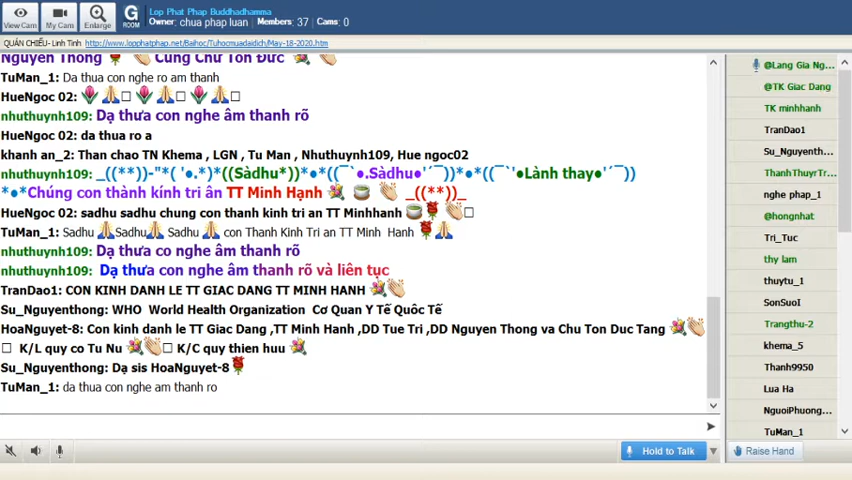 Lop Phat Phap Buddhadhamma
Owner: chua phap luan Members: 37 Cams: 0
View Cam My Cam Enlarge G ROOM
QUÁN CHIẾU- Linh Tinh http://www.lopphatphap.net/Baihoc/Tuhocmuadaidich/May-18-2020.htm
Nguyen Thong Cung Chu Ton Đưc
TuMan_1: Da thua con nghe ro am thanh
HueNgoc 02:
nhuthuynh109: Dạ thưa con nghe âm thanh rõ
HueNgoc 02: da thua ro a
khanh an_2: Than chao TN Khema , LGN , Tu Man , Nhuthuynh109, Hue ngoc02
nhuthuynh109: _((**))-"*( '●.*)*((Sàdhu*))*●*((¯`●.Sàdhu●'´¯))*●*((¯`'●Lành thay●'´¯))
*●*Chúng con thành kính tri ân TT Minh Hạnh _((**))_
HueNgoc 02: sadhu sadhu chung con thanh kinh tri an TT Minhhanh
TuMan_1: Sadhu Sadhu Sadhu con Thanh Kinh Tri an TT Minh Hanh
nhuthuynh109: Dạ thưa co nghe âm thanh rõ
nhuthuynh109: Dạ thưa con nghe âm thanh rõ và liên tục
TranDao1: CON KINH DANH LE TT GIAC DANG TT MINH HANH
Su_Nguyenthong: WHO World Health Organization Cơ Quan Y Tế Quôc Tế
HoaNguyet-8: Con kinh danh le TT Giac Dang ,TT Minh Hanh ,DD Tue Tri ,DD Nguyen Thong va Chu Ton Duc Tang
K/L quy co Tu Nu K/C quy thien huu
Su_Nguyenthong: Dạ sis HoaNguyet-8
TuMan_1: da thua con nghe am thanh ro
Hold to Talk
@Lang Gia Ng...
@TK Giac Dang
TK minhhanh
TranDao1
Su_Nguyenth...
ThanhThuyrTr...
nghe phap_1
@hongnhat
Tri_Tuc
thy lam
thuytu_1
SonSuoI
Trangthu-2
khema_5
Thanh9950
Lua Ha
NguoiPhuong...
TuMan_1
Raise Hand